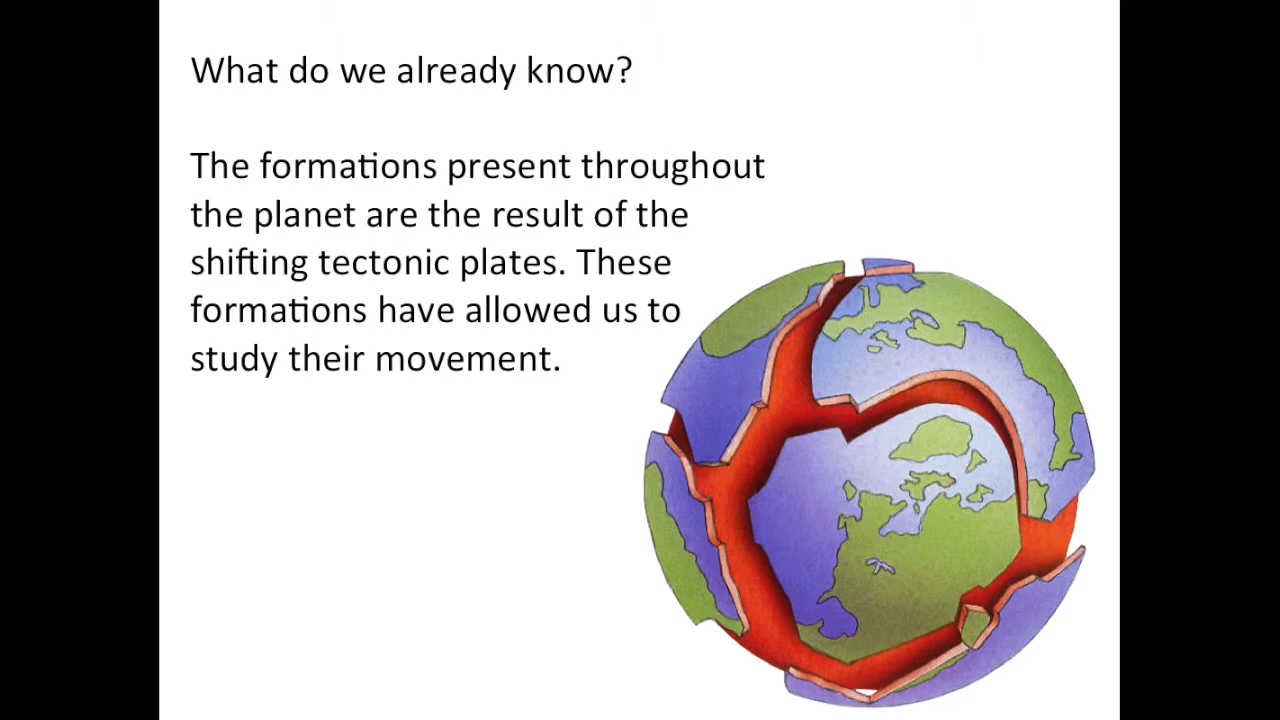 What do we already know?
The formations present throughout
the planet are the result of the
shifting tectonic plates. These
formations have allowed us to
study their movement.